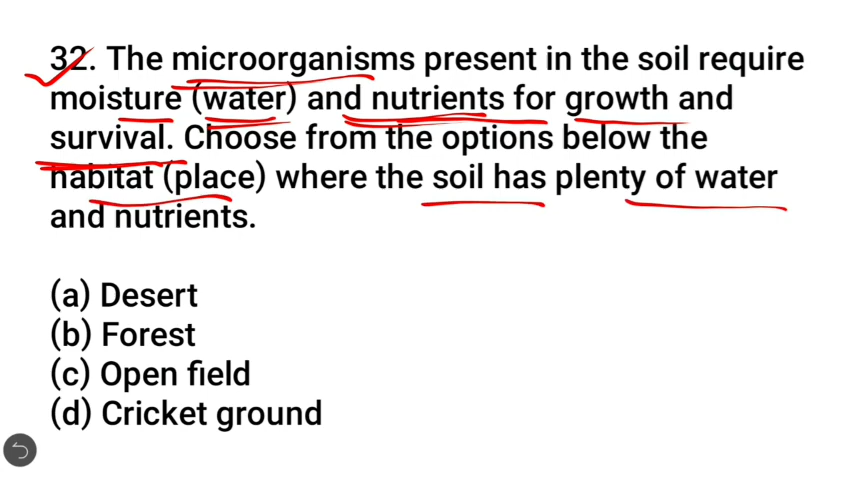 32. The microorganisms present in the soil require
moisture (water) and nutrients for growth and
survival. Choose from the options below the
habitat (place) where the soil has plenty of water
and nutrients.
(a) Desert
(b) Forest
(c) Open field
(d) Cricket ground